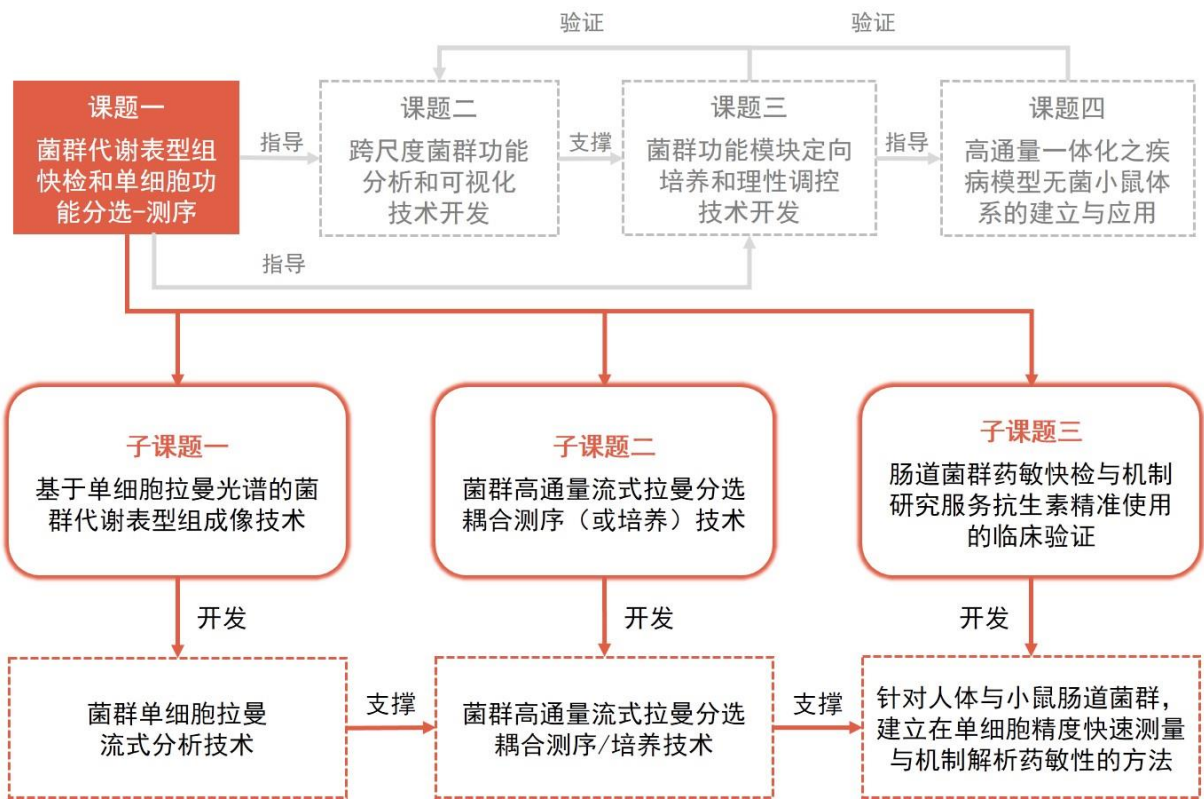 验证
验证
课题一
菌群代谢表型组
快检和单细胞功
能分选-测序
指导
课题二
跨尺度菌群功能
分析和可视化
技术开发
支撑
课题三
菌群功能模块定向
培养和理性调控
技术开发
指导
课题四
高通量一体化之疾
病模型无菌小鼠体
系的建立与应用
指导
子课题一
基于单细胞拉曼光谱的菌
群代谢表型组成像技术
子课题二
菌群高通量流式拉曼分选
耦合测序（或培养）技术
子课题三
肠道菌群药敏快检与机制
研究服务抗生素精准使用
的临床验证
开发
开发
开发
菌群单细胞拉曼
流式分析技术
支撑
菌群高通量流式拉曼分选
耦合测序/培养技术
支撑
针对人体与小鼠肠道菌群，
建立在单细胞精度快速测量
与机制解析药敏性的方法